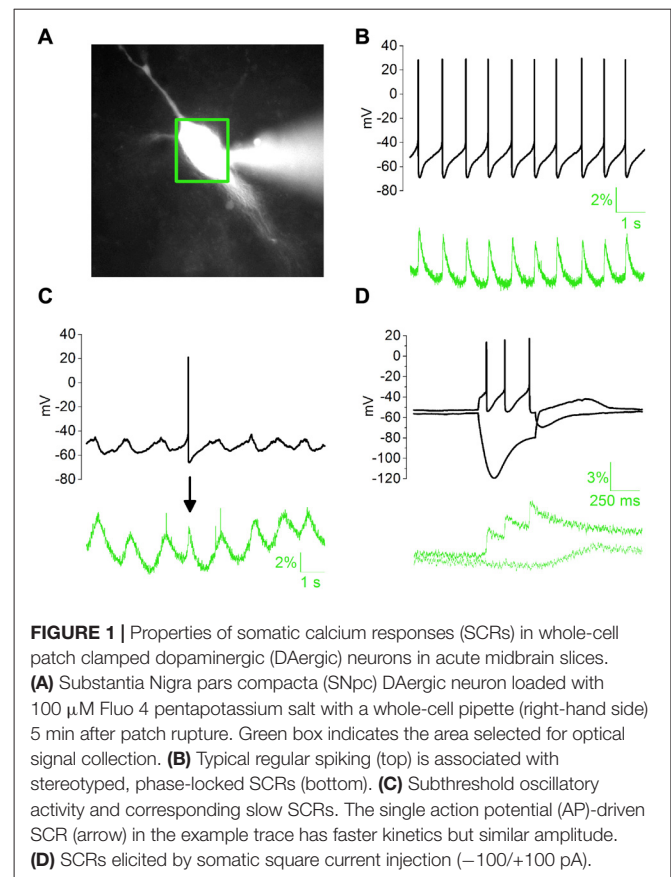 A
B
40
20
0
-20
-40
-60
-80
mV
2%
1 s
C
40
20
0
-20
-40
-60
-80
mV
2%
1 s
D
20
0
-20
-40
-60
-80
-100
-120
mV
3%
250 ms
FIGURE 1 | Properties of somatic calcium responses (SCRs) in whole-cell
patch clamped dopaminergic (DAergic) neurons in acute midbrain slices.
(A) Substantia Nigra pars compacta (SNpc) DAergic neuron loaded with
100 μM Fluo 4 pentapotassium salt with a whole-cell pipette (right-hand side)
5 min after patch rupture. Green box indicates the area selected for optical
signal collection. (B) Typical regular spiking (top) is associated with
stereotyped, phase-locked SCRs (bottom). (C) Subthreshold oscillatory
activity and corresponding slow SCRs. The single action potential (AP)-driven
SCR (arrow) in the example trace has faster kinetics but similar amplitude.
(D) SCRs elicited by somatic square current injection (−100/+100 pA).